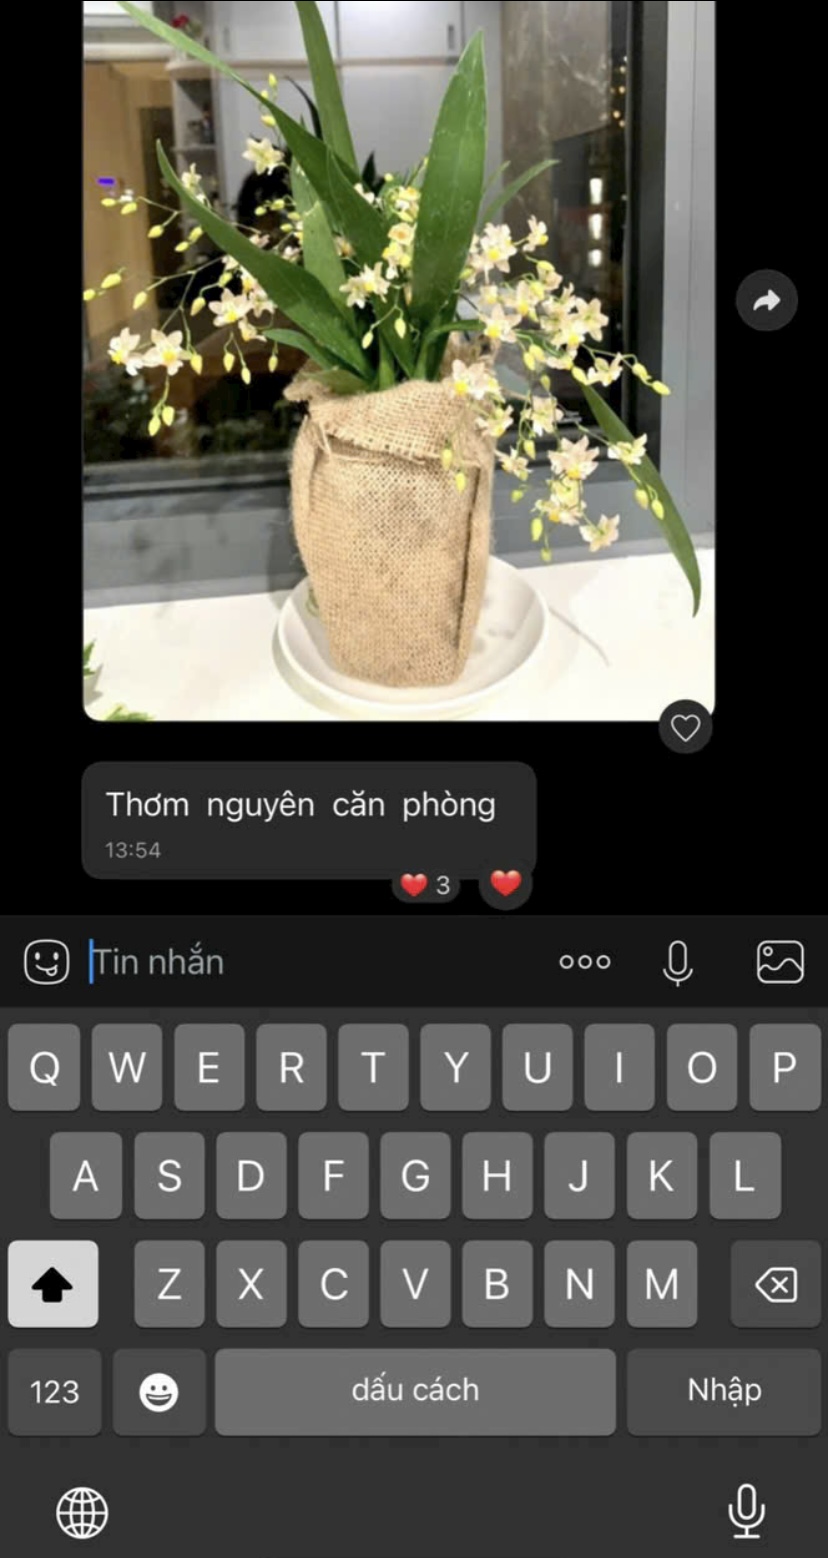 Thơm nguyên căn phòng
13:54
3
Tin nhắn
Q W E R T Y U I O P
A S D F G H J K L
Z X C V B N M
123 dấu cách Nhập